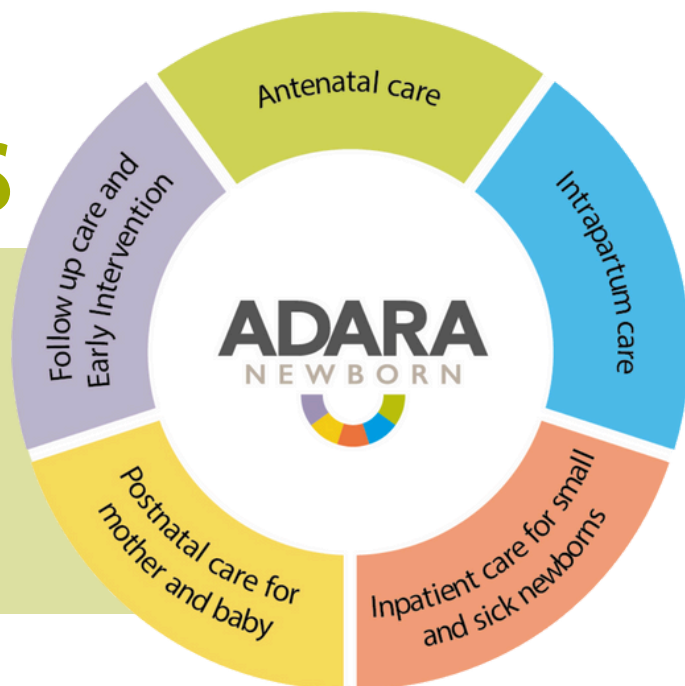 s
Antenatal care
Intrapartum care
Inpatient care for small
and sick newborns
Postnatal care for
mother and baby
Follow up care and
Early Intervention
ADARA
NEWBORN